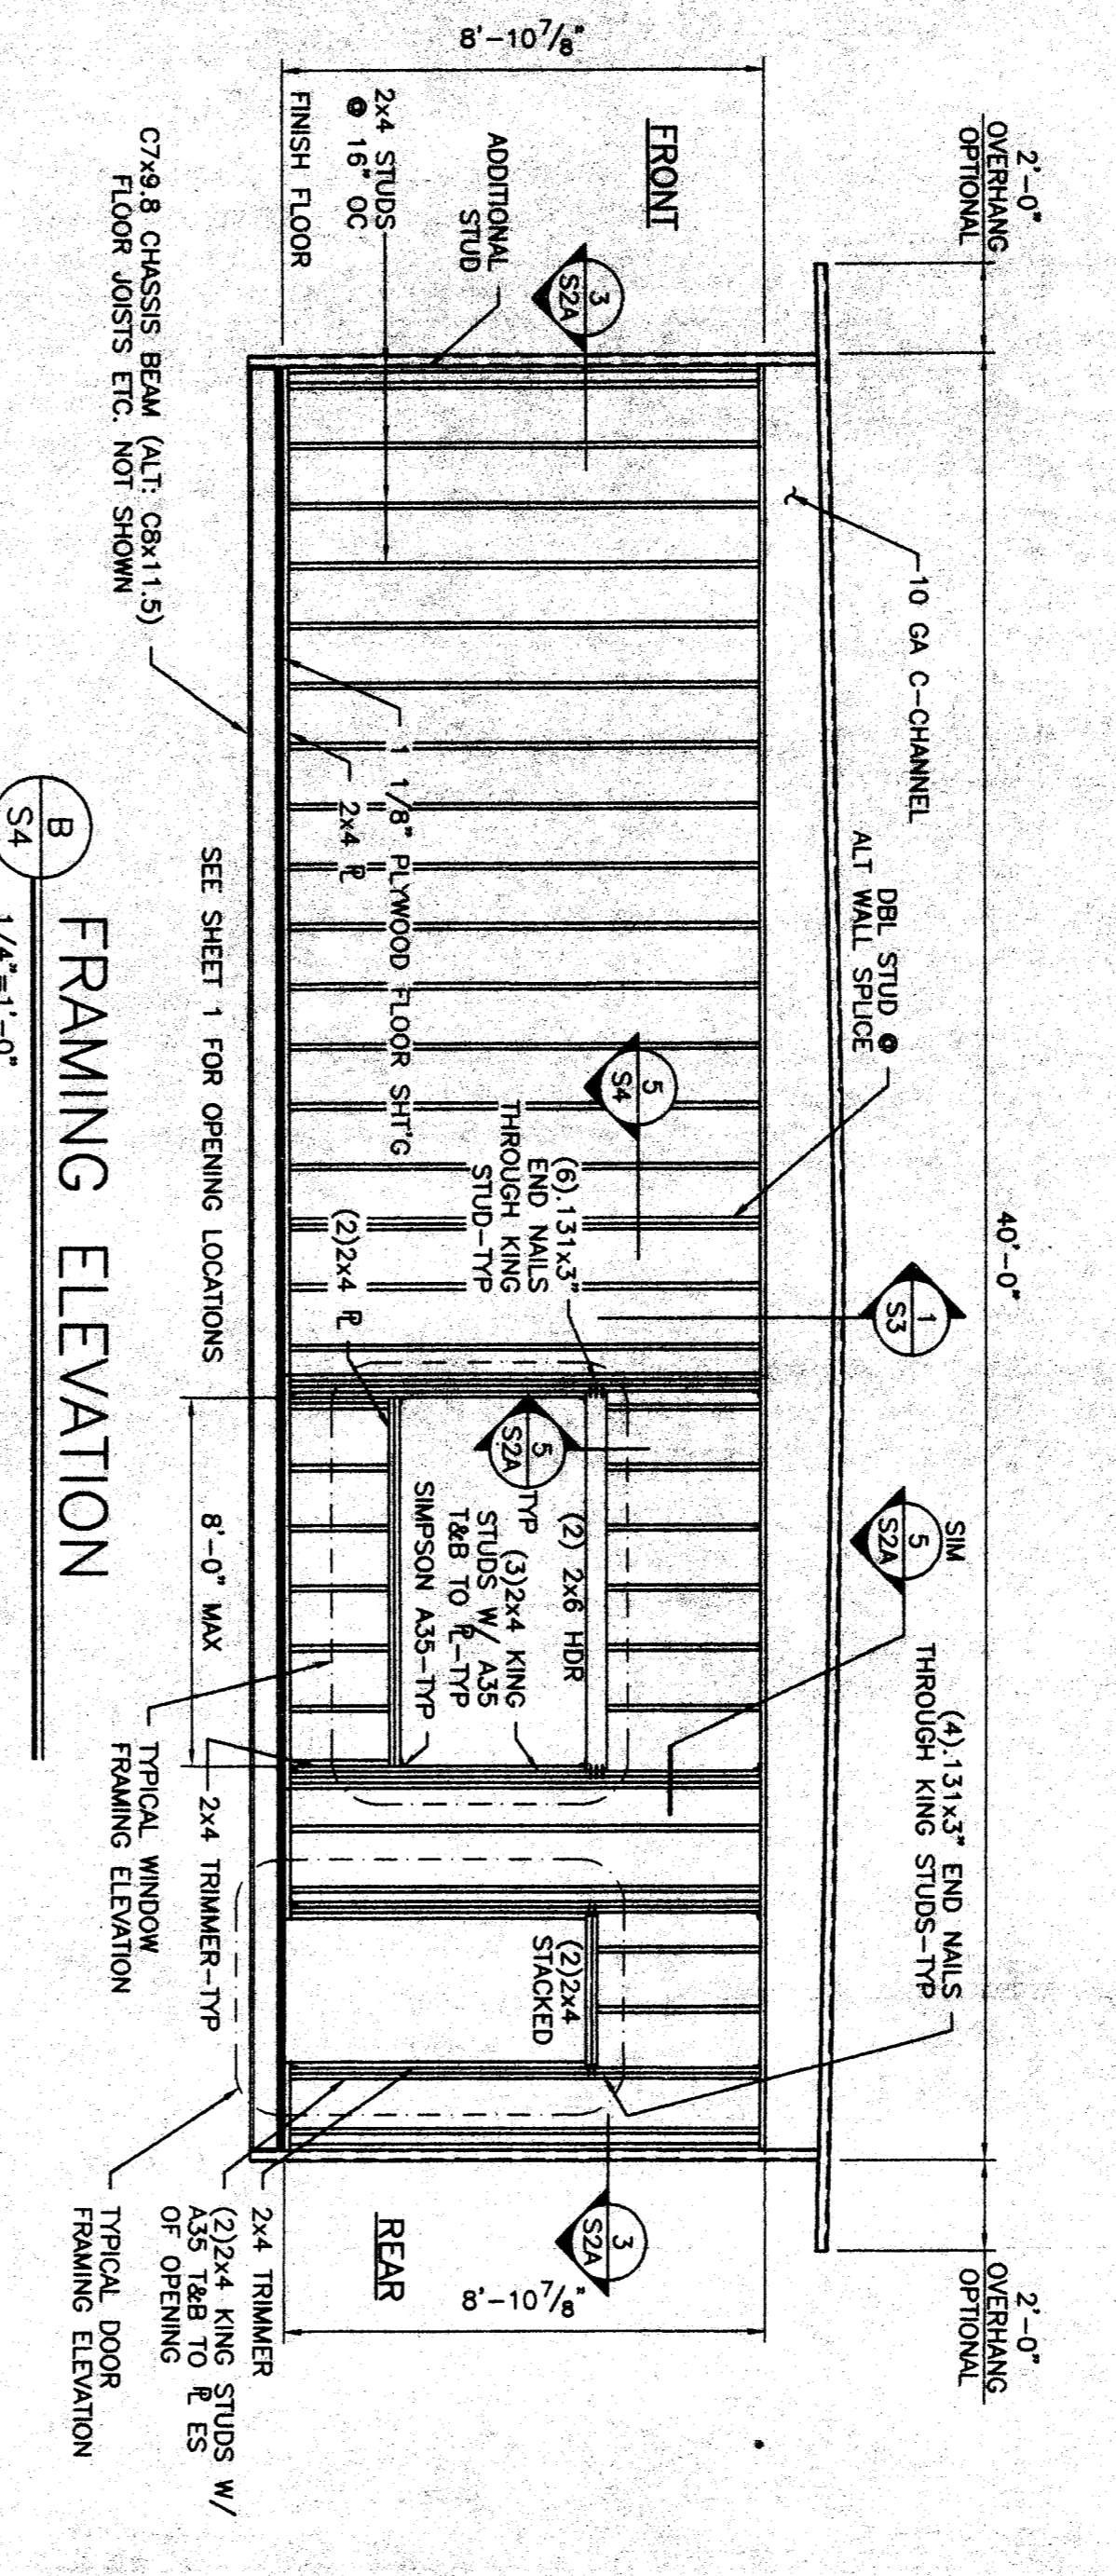 2'-0"
OVERHANG
OPTIONAL
40'-0"
2'-0"
OVERHANG
OPTIONAL
10 GA C-CHANNEL
DBL STUD @
ALT WALL SPLICE
1
S3
SIM
5
S2A
(4).131x3" END NAILS
THROUGH KING STUDS-TYP
8'-10 7/8"
FRONT
ADDITIONAL
STUD
2x4 STUDS
@ 16" OC
FINISH FLOOR
3
S2A
5
S4
(6).131x3"
END NAILS
THROUGH KING
STUD-TYP
5
S2A
TYP
(2) 2x6 HDR
(3)2x4 KING
STUDS W/ A35
T&B TO ⅊-TYP
SIMPSON A35-TYP
(2)2x4
STACKED
3
S2A
8'-10 7/8"
REAR
1 1/8" PLYWOOD FLOOR SHT'G
2x4 ⅊
(2)2x4 ⅊
C7x9.8 CHASSIS BEAM (ALT: C8x11.5)
FLOOR JOISTS ETC. NOT SHOWN
SEE SHEET 1 FOR OPENING LOCATIONS
8'-0" MAX
2x4 TRIMMER-TYP
TYPICAL WINDOW
FRAMING ELEVATION
2x4 TRIMMER
(2)2x4 KING STUDS W/
A35 T&B TO ⅊ ES
OF OPENING
TYPICAL DOOR
FRAMING ELEVATION
B
S4
FRAMING ELEVATION
1/4"=1'-0"